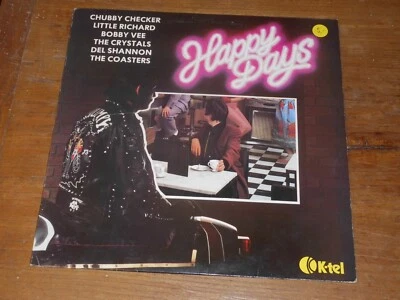 CHUBBY CHECKER
LITTLE RICHARD
BOBBY VEE
THE CRYSTALS
DEL SHANNON
THE COASTERS
Happy
Days
K-tel